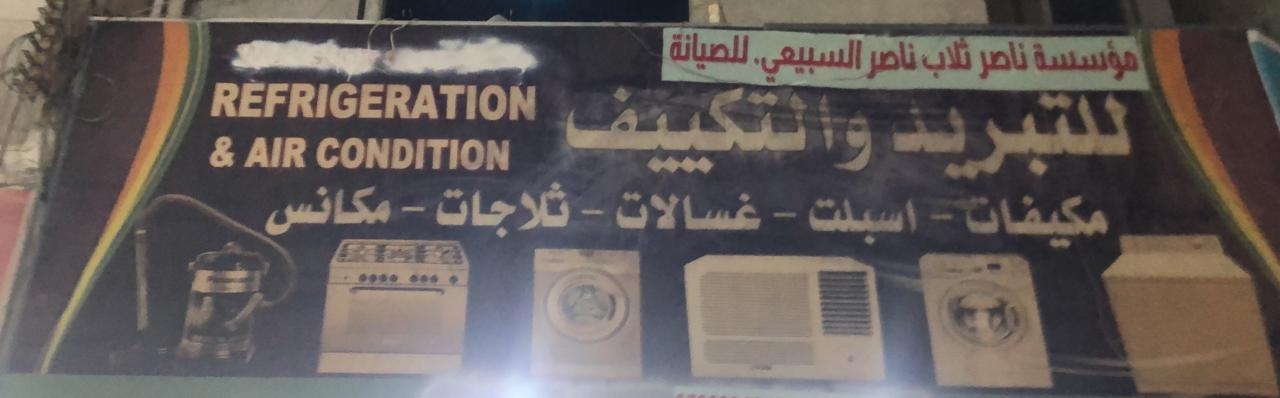 مؤسسة ناصر ثلاب ناصر السبيعي. للصيانة
للتبريد والتكييف
REFRIGERATION
& AIR CONDITION
مكيفات - اسبلت - غسالات - ثلاجات - مكانس